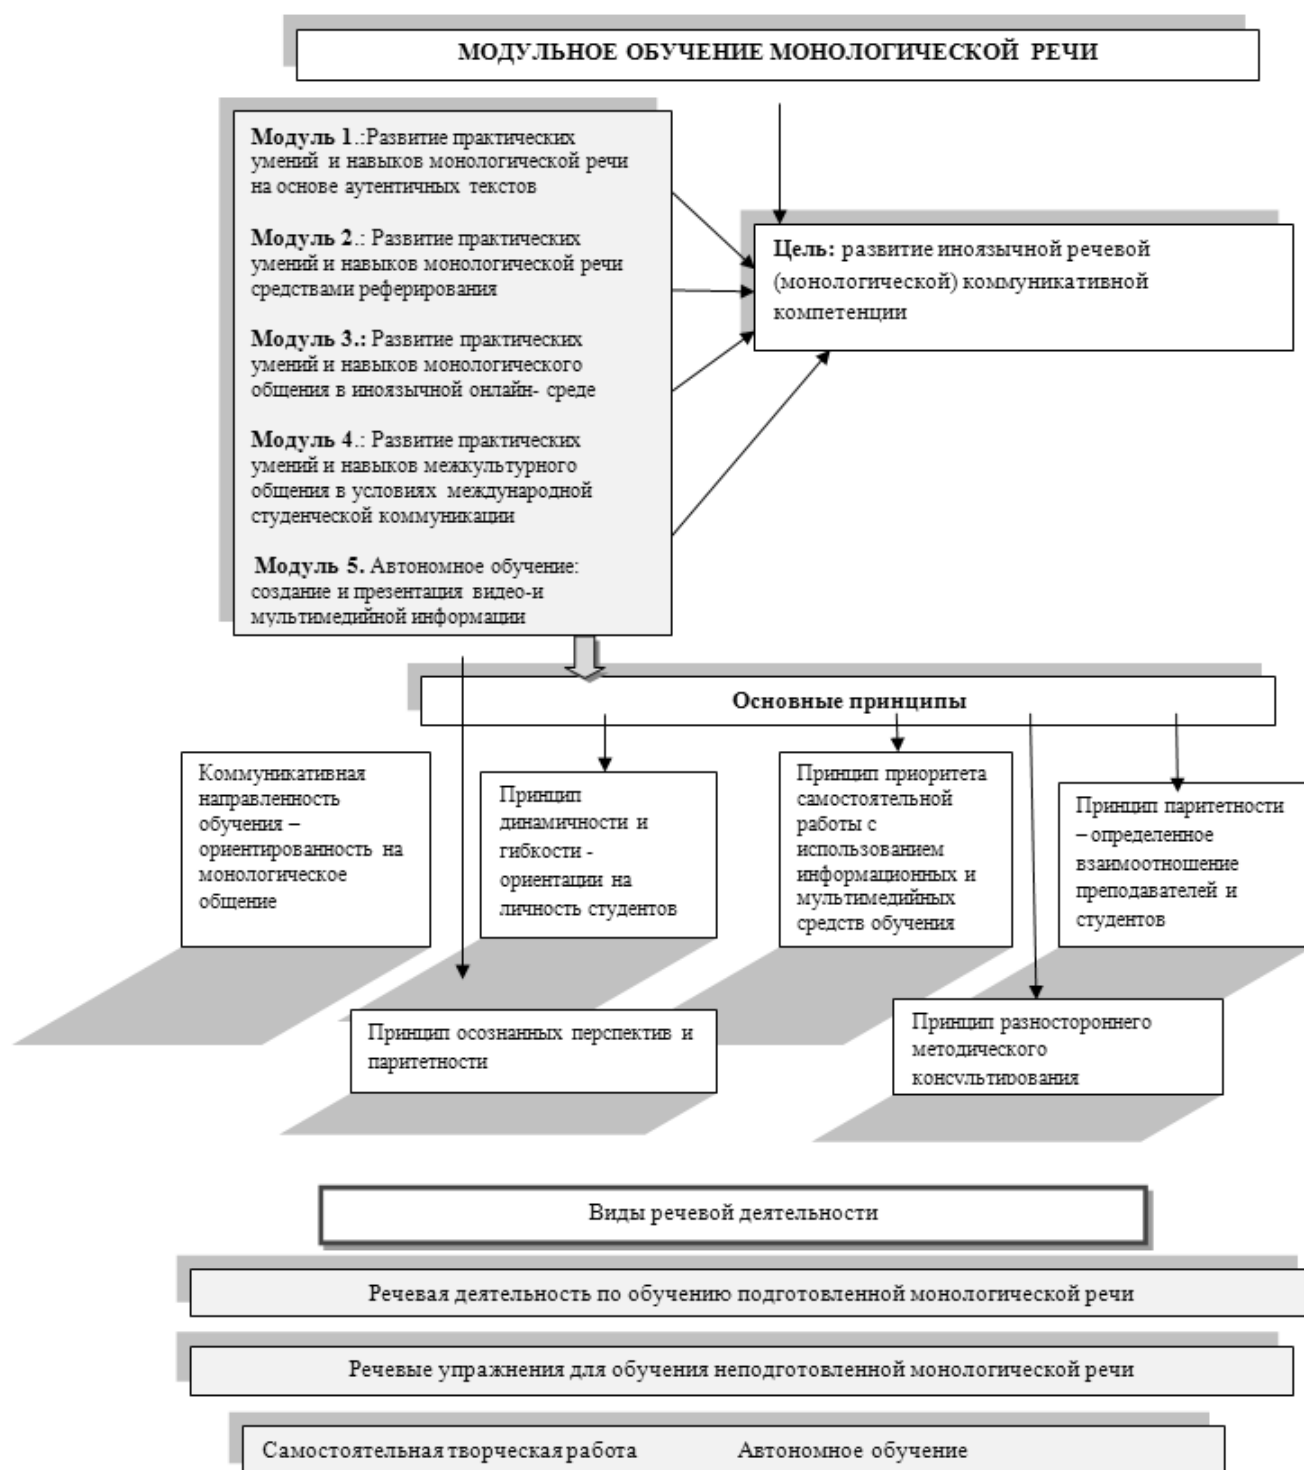 МОДУЛЬНОЕ ОБУЧЕНИЕ МОНОЛОГИЧЕСКОЙ РЕЧИ
Модуль 1.:Развитие практических
умений и навыков монологической речи
на основе аутентичных текстов
Модуль 2.: Развитие практических
умений и навыков монологической речи
средствами реферирования
Модуль 3.: Развитие практических
умений и навыков монологического
общения в иноязычной онлайн- среде
Модуль 4.: Развитие практических
умений и навыков межкультурного
общения в условиях международной
студенческой коммуникации
Модуль 5. Автономное обучение:
создание и презентация видео-и
мультимедийной информации
Цель: развитие иноязычной речевой
(монологической) коммуникативной
компетенции
Основные принципы
Коммуникативная
направленность
обучения –
ориентированность на
монологическое
общение
Принцип
динамичности и
гибкости -
ориентации на
личность студентов
Принцип приоритета
самостоятельной
работы с
использованием
информационных и
мультимедийных
средств обучения
Принцип паритетности
– определенное
взаимоотношение
преподавателей и
студентов
Принцип осознанных перспектив и
паритетности
Принцип разностороннего
методического
консультирования
Виды речевой деятельности
Речевая деятельность по обучению подготовленной монологической речи
Речевые упражнения для обучения неподготовленной монологической речи
Самостоятельная творческая работа Автономное обучение